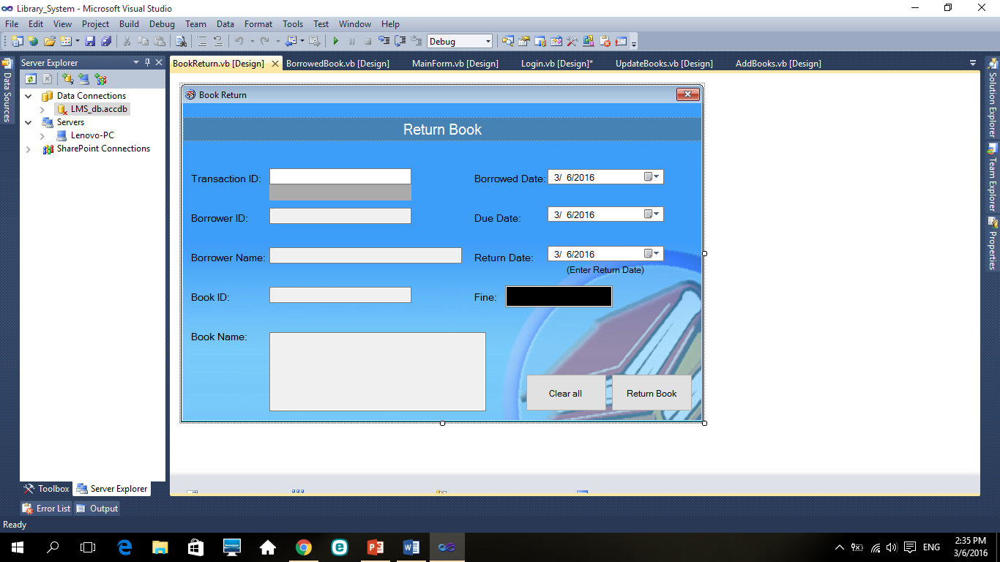 Library_System - Microsoft Visual Studio
File Edit View Project Build Debug Team Data Format Tools Test Window Help
Debug
Data Sources
Server Explorer
Data Connections
LMS_db.accdb
Servers
Lenovo-PC
SharePoint Connections
BookReturn.vb [Design] BorrowedBook.vb [Design] MainForm.vb [Design] Login.vb [Design]* UpdateBooks.vb [Design] AddBooks.vb [Design]
Book Return
Return Book
Transaction ID:
Borrowed Date: 3/ 6/2016
Borrower ID:
Due Date: 3/ 6/2016
Borrower Name:
Return Date: 3/ 6/2016
(Enter Return Date)
Book ID:
Fine:
Book Name:
Clear all Return Book
Solution Explorer
Team Explorer
Properties
Toolbox Server Explorer
Error List Output
Ready
ENG
2:35 PM
3/6/2016